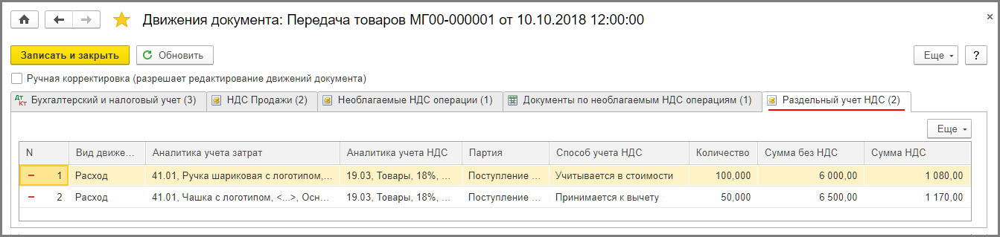 Движения документа: Передача товаров МГ00-000001 от 10.10.2018 12:00:00
Записать и закрыть Обновить Еще ?
Ручная корректировка (разрешает редактирование движений документа)
Дт Кт Бухгалтерский и налоговый учет (3) НДС Продажи (2) Необлагаемые НДС операции (1) Документы по необлагаемым НДС операциям (1) Раздельный учет НДС (2)
Еще
N Вид движе... Аналитика учета затрат Аналитика учета НДС Партия Способ учета НДС Количество Сумма без НДС Сумма НДС
1 Расход 41.01, Ручка шариковая с логотипом,... 19.03, Товары, 18%, ... Поступление ... Учитывается в стоимости 100,000 6 000,00 1 080,00
2 Расход 41.01, Чашка с логотипом, <...>, Осн... 19.03, Товары, 18%, ... Поступление ... Принимается к вычету 50,000 6 500,00 1 170,00